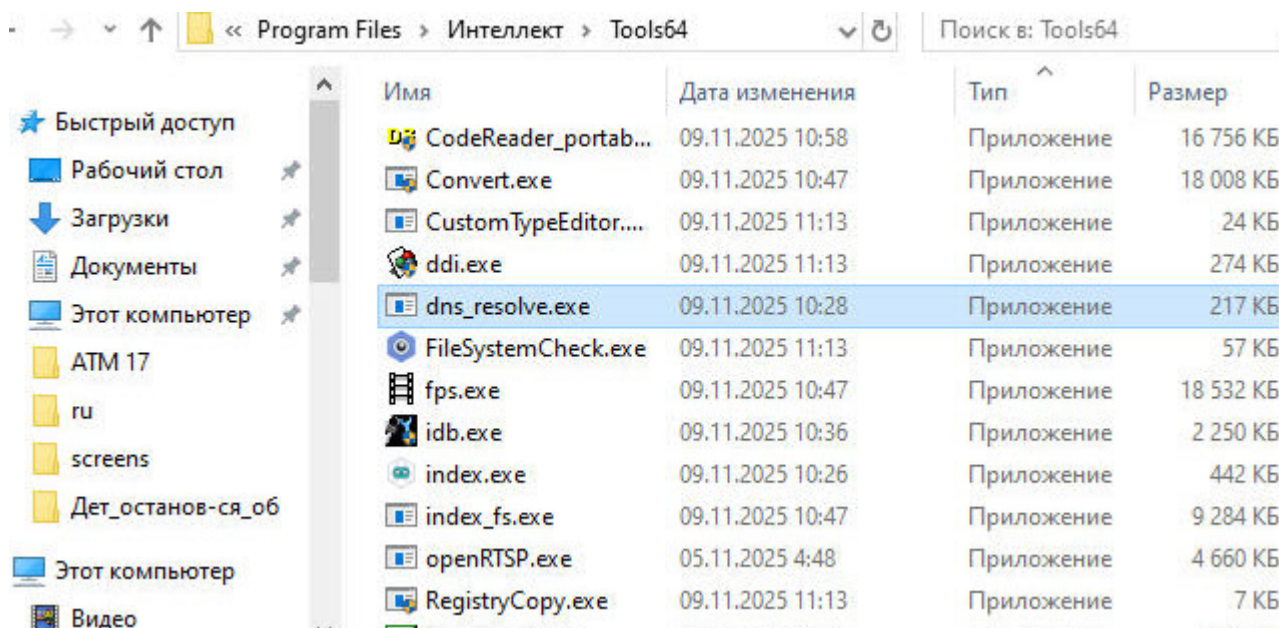 « Program Files > Интеллект > Tools64 Поиск в: Tools64
Имя Дата изменения Тип Размер
Быстрый доступ
Рабочий стол
Загрузки
Документы
Этот компьютер
ATM 17
ru
screens
Дет_останов-ся_об
Этот компьютер
Видео
CodeReader_portab... 09.11.2025 10:58 Приложение 16 756 КБ
Convert.exe 09.11.2025 10:47 Приложение 18 008 КБ
CustomTypeEditor.... 09.11.2025 11:13 Приложение 24 КБ
ddi.exe 09.11.2025 11:13 Приложение 274 КБ
dns_resolve.exe 09.11.2025 10:28 Приложение 217 КБ
FileSystemCheck.exe 09.11.2025 11:13 Приложение 57 КБ
fps.exe 09.11.2025 10:47 Приложение 18 532 КБ
idb.exe 09.11.2025 10:36 Приложение 2 250 КБ
index.exe 09.11.2025 10:26 Приложение 442 КБ
index_fs.exe 09.11.2025 10:47 Приложение 9 284 КБ
openRTSP.exe 05.11.2025 4:48 Приложение 4 660 КБ
RegistryCopy.exe 09.11.2025 11:13 Приложение 7 КБ